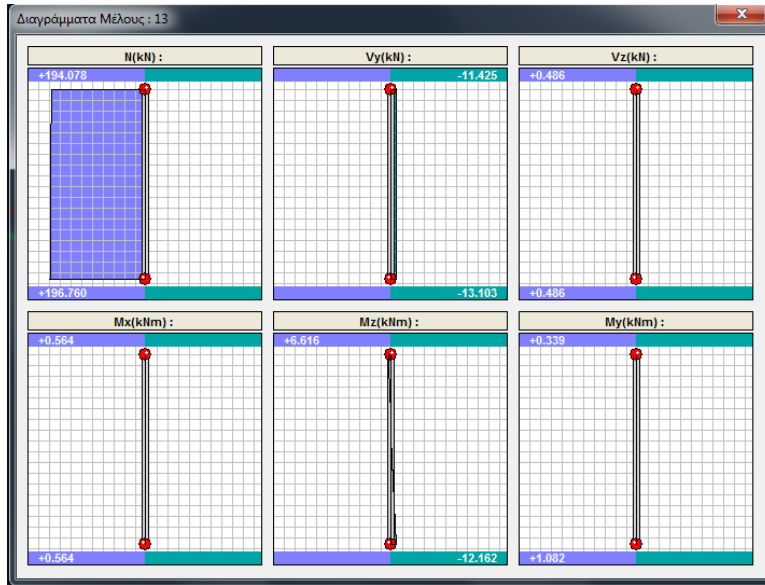 Διαγράμματα Μέλους : 13
N(kN) :
Vy(kN) :
Vz(kN) :
+194.078
-11.425
+0.486
+196.760
-13.103
+0.486
Mx(kNm) :
Mz(kNm) :
My(kNm) :
+0.564
+6.616
+0.339
+0.564
-12.162
+1.082